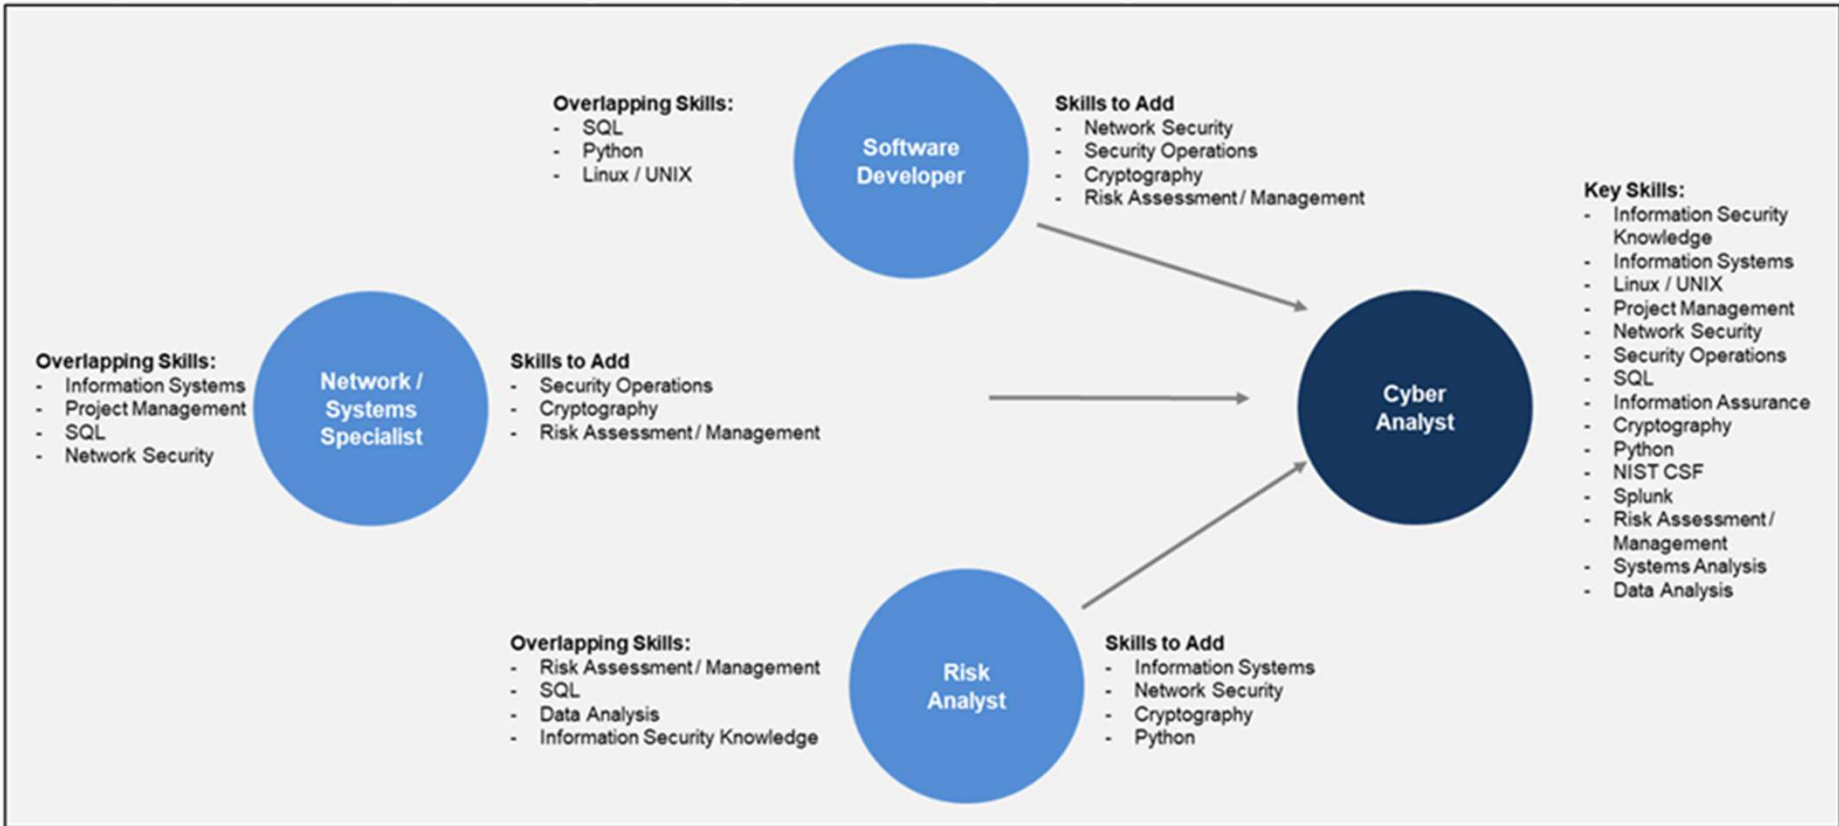 Overlapping Skills:
- SQL
- Python
- Linux / UNIX
Software
Developer
Skills to Add
- Network Security
- Security Operations
- Cryptography
- Risk Assessment / Management
Overlapping Skills:
- Information Systems
- Project Management
- SQL
- Network Security
Network /
Systems
Specialist
Skills to Add
- Security Operations
- Cryptography
- Risk Assessment / Management
Overlapping Skills:
- Risk Assessment / Management
- SQL
- Data Analysis
- Information Security Knowledge
Risk
Analyst
Skills to Add
- Information Systems
- Network Security
- Cryptography
- Python
Cyber
Analyst
Key Skills:
- Information Security
Knowledge
- Information Systems
- Linux / UNIX
- Project Management
- Network Security
- Security Operations
- SQL
- Information Assurance
- Cryptography
- Python
- NIST CSF
- Splunk
- Risk Assessment /
Management
- Systems Analysis
- Data Analysis